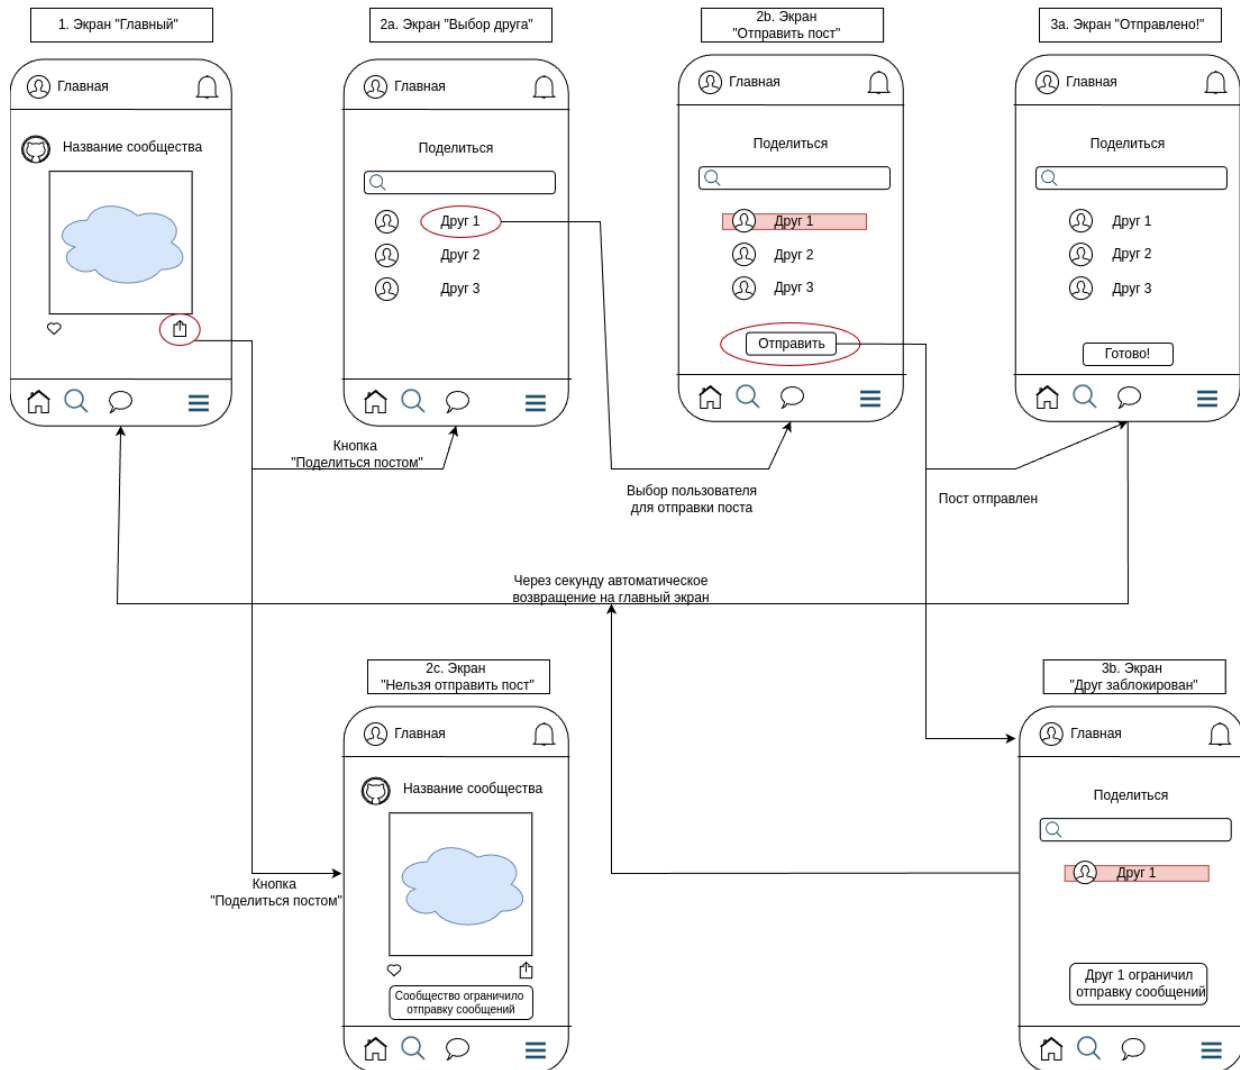 1. Экран "Главный"
2a. Экран "Выбор друга"
2b. Экран
"Отправить пост"
3a. Экран "Отправлено!"
Главная
Название сообщества
Главная
Поделиться
Друг 1
Друг 2
Друг 3
Главная
Поделиться
Друг 1
Друг 2
Друг 3
Отправить
Главная
Поделиться
Друг 1
Друг 2
Друг 3
Готово!
Кнопка
"Поделиться постом"
Выбор пользователя
для отправки поста
Пост отправлен
Через секунду автоматическое
возвращение на главный экран
2c. Экран
"Нельзя отправить пост"
3b. Экран
"Друг заблокирован"
Главная
Название сообщества
Кнопка
"Поделиться постом"
Сообщество ограничило
отправку сообщений
Главная
Поделиться
Друг 1
Друг 1 ограничил
отправку сообщений